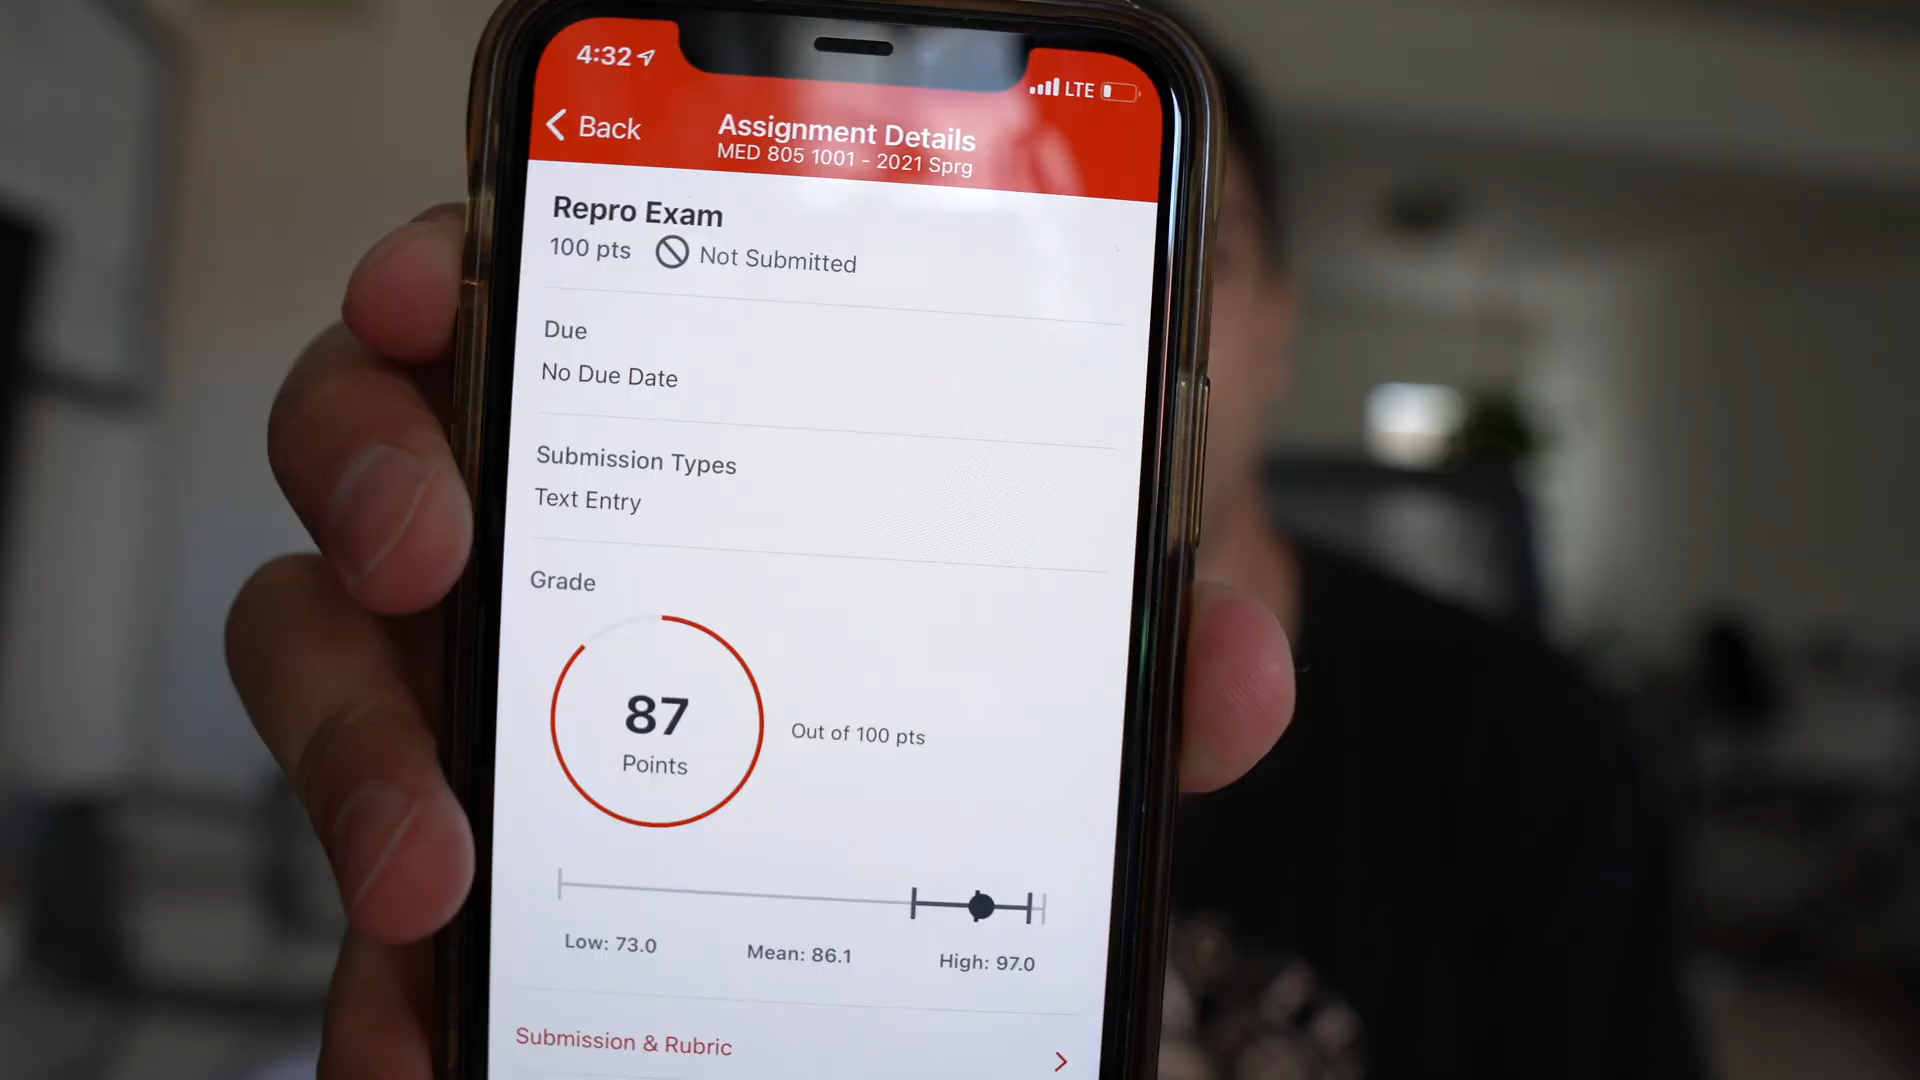 4:32
LTE
Back
Assignment Details
MED 805 1001 - 2021 Sprg
Repro Exam
100 pts Not Submitted
Due
No Due Date
Submission Types
Text Entry
Grade
87
Points
Out of 100 pts
Low: 73.0 Mean: 86.1 High: 97.0
Submission & Rubric